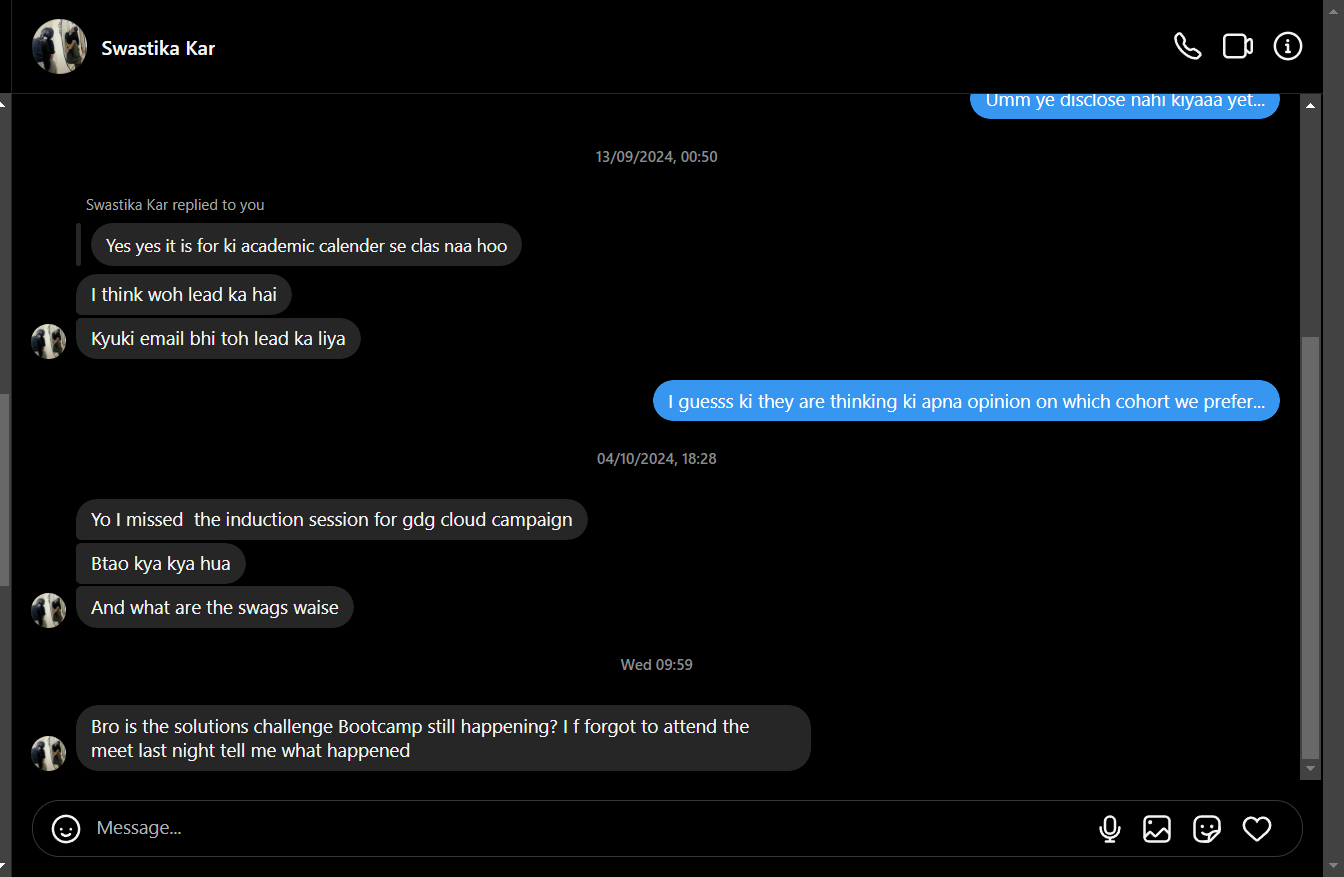 Swastika Kar
Umm ye disclose nahi kiyaaa yet...
13/09/2024, 00:50
Swastika Kar replied to you
Yes yes it is for ki academic calender se clas naa hoo
I think woh lead ka hai
Kyuki email bhi toh lead ka liya
I guesss ki they are thinking ki apna opinion on which cohort we prefer...
04/10/2024, 18:28
Yo I missed  the induction session for gdg cloud campaign
Btao kya kya hua
And what are the swags waise
Wed 09:59
Bro is the solutions challenge Bootcamp still happening? I f forgot to attend the
meet last night tell me what happened
Message...